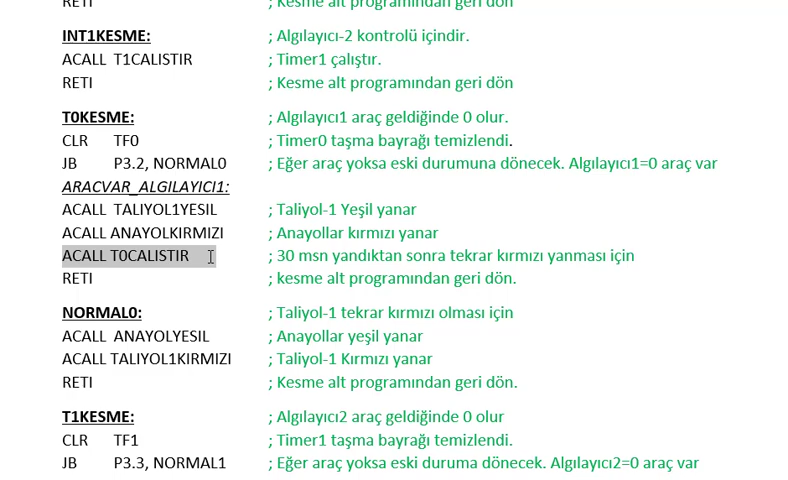 RETI ; Kesme alt programından geri dön
INT1KESME: ; Algılayıcı-2 kontrolü içindir.
ACALL T1CALISTIR ; Timer1 çalıştır.
RETI ; Kesme alt programından geri dön
T0KESME: ; Algılayıcı1 araç geldiğinde 0 olur.
CLR TF0 ; Timer0 taşma bayrağı temizlendi.
JB P3.2, NORMAL0 ; Eğer araç yoksa eski durumuna dönecek. Algılayıcı1=0 araç var
ARACVAR_ALGILAYICI1:
ACALL TALIYOL1YESIL ; Taliyol-1 Yeşil yanar
ACALL ANAYOLKIRMIZI ; Anayollar kırmızı yanar
ACALL T0CALISTIR ; 30 msn yandıktan sonra tekrar kırmızı yanması için
RETI ; kesme alt programından geri dön.
NORMAL0: ; Taliyol-1 tekrar kırmızı olması için
ACALL ANAYOLYESIL ; Anayollar yeşil yanar
ACALL TALIYOL1KIRMIZI ; Taliyol-1 Kırmızı yanar
RETI ; Kesme alt programından geri dön.
T1KESME: ; Algılayıcı2 araç geldiğinde 0 olur
CLR TF1 ; Timer1 taşma bayrağı temizlendi.
JB P3.3, NORMAL1 ; Eğer araç yoksa eski duruma dönecek. Algılayıcı2=0 araç var